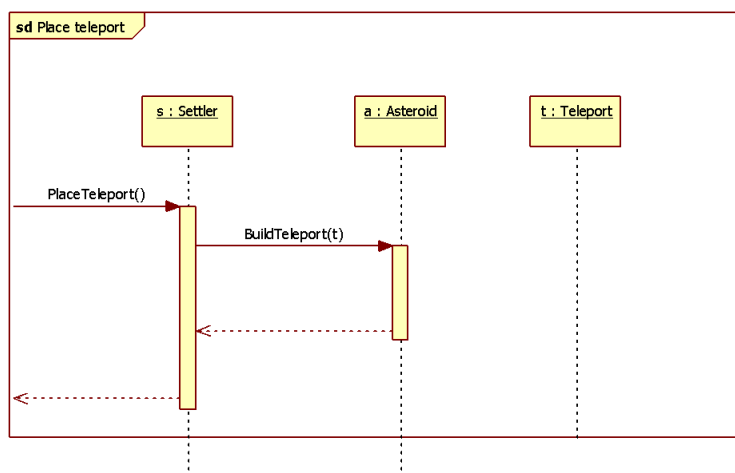 sd Place teleport
s : Settler
a : Asteroid
t : Teleport
PlaceTeleport()
BuildTeleport(t)